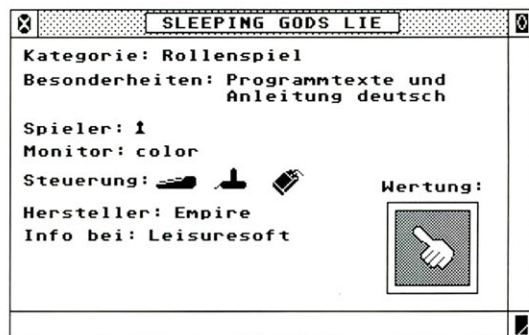 SLEEPING GODS LIE
Kategorie: Rollenspiel
Besonderheiten: Programmtexte und
Anleitung deutsch
Spieler:
Monitor: color
Steuerung:
Wertung:
Hersteller: Empire
Info bei: Leisuresoft